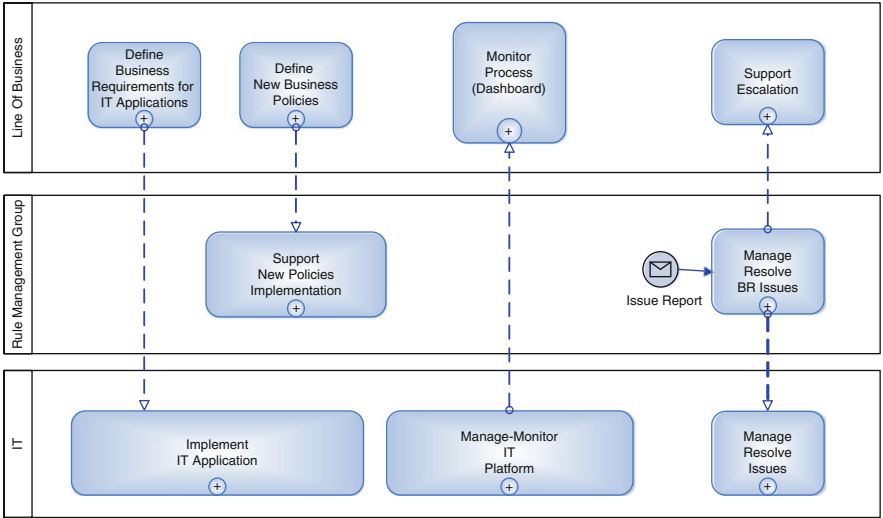 Line Of Business
Define
Business
Requirements for
IT Applications
Define
New Business
Policies
Monitor
Process
(Dashboard)
Support
Escalation
Rule Management Group
Support
New Policies
Implementation
Issue Report
Manage
Resolve
BR Issues
IT
Implement
IT Application
Manage-Monitor
IT
Platform
Manage
Resolve
Issues